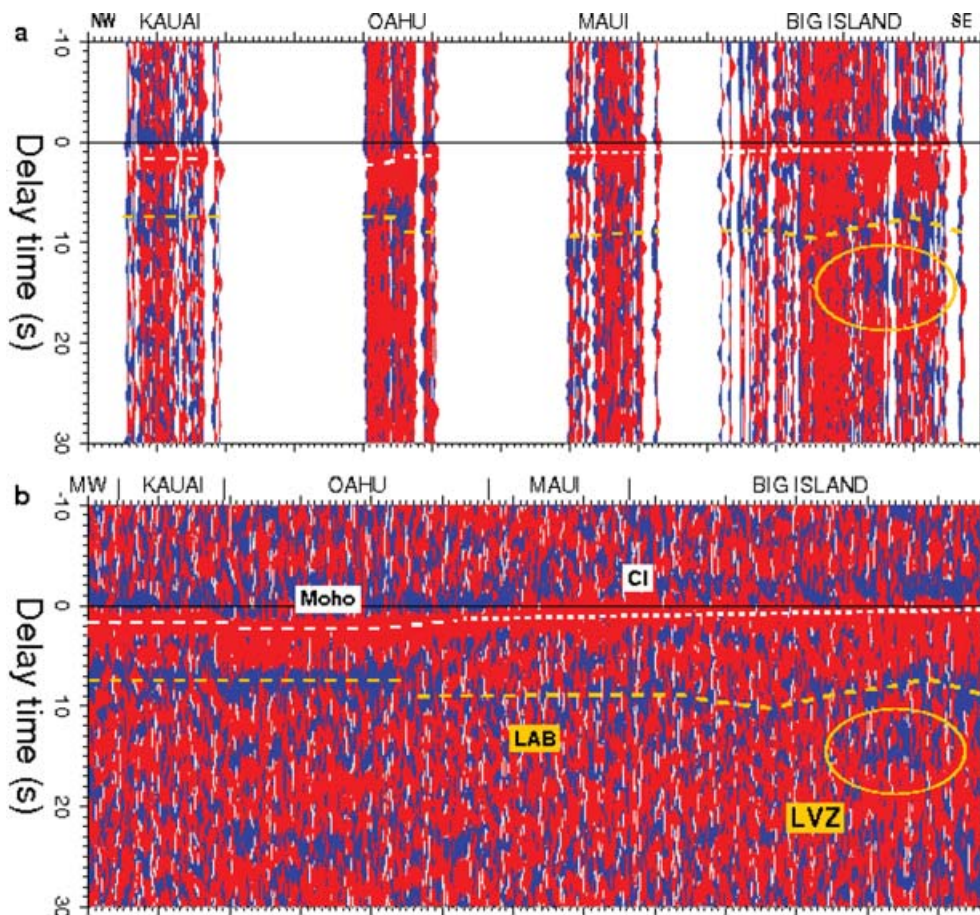 NW KAUAI OAHU MAUI BIG ISLAND SE
a
-10
0
10
20
30
Delay time (s)
b
MW KAUAI OAHU MAUI BIG ISLAND
-10
0
10
20
30
Delay time (s)
Moho
CI
LAB
LVZ